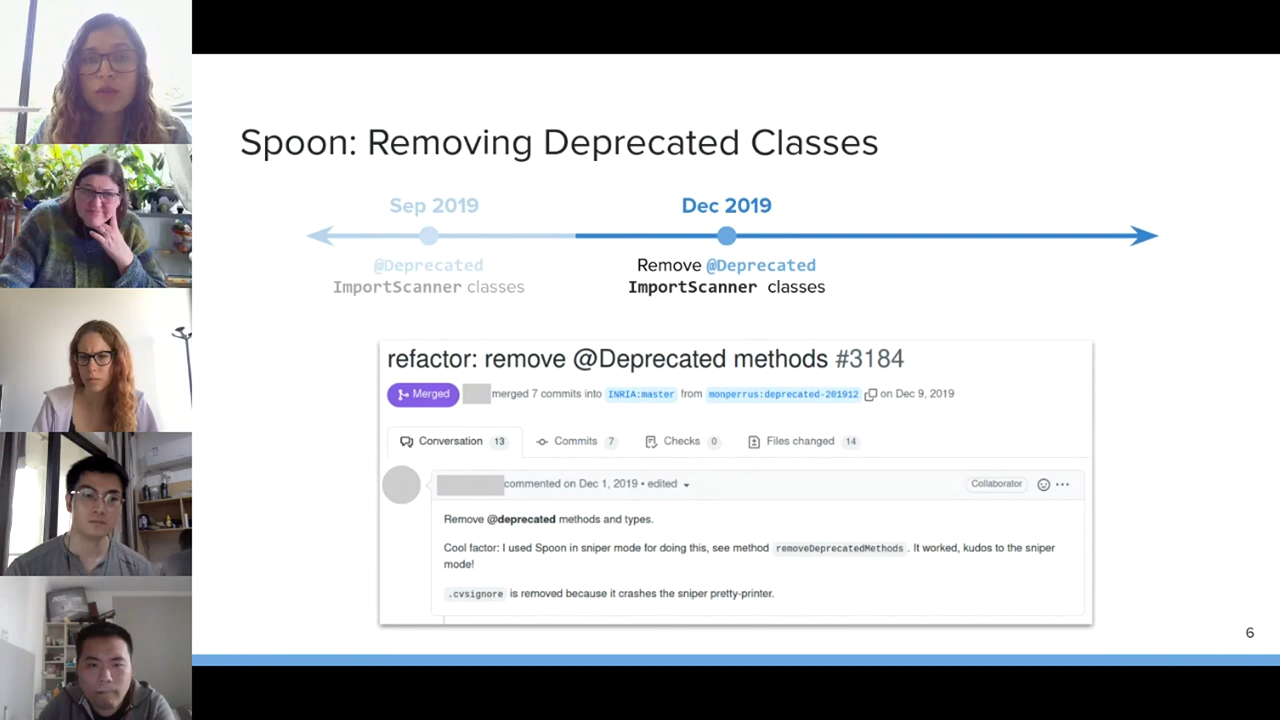 Spoon: Removing Deprecated Classes
Sep 2019
Dec 2019
@Deprecated
ImportScanner classes
Remove @Deprecated
ImportScanner classes
refactor: remove @Deprecated methods #3184
Merged
merged 7 commits into INRIA:master from monperrus:deprecated-201912 on Dec 9, 2019
Conversation 13
Commits 7
Checks 0
Files changed 14
commented on Dec 1, 2019 • edited
Collaborator
Remove @deprecated methods and types.
Cool factor: I used Spoon in sniper mode for doing this, see method removeDeprecatedMethods . It worked, kudos to the sniper
mode!
.cvsignore is removed because it crashes the sniper pretty-printer.
6